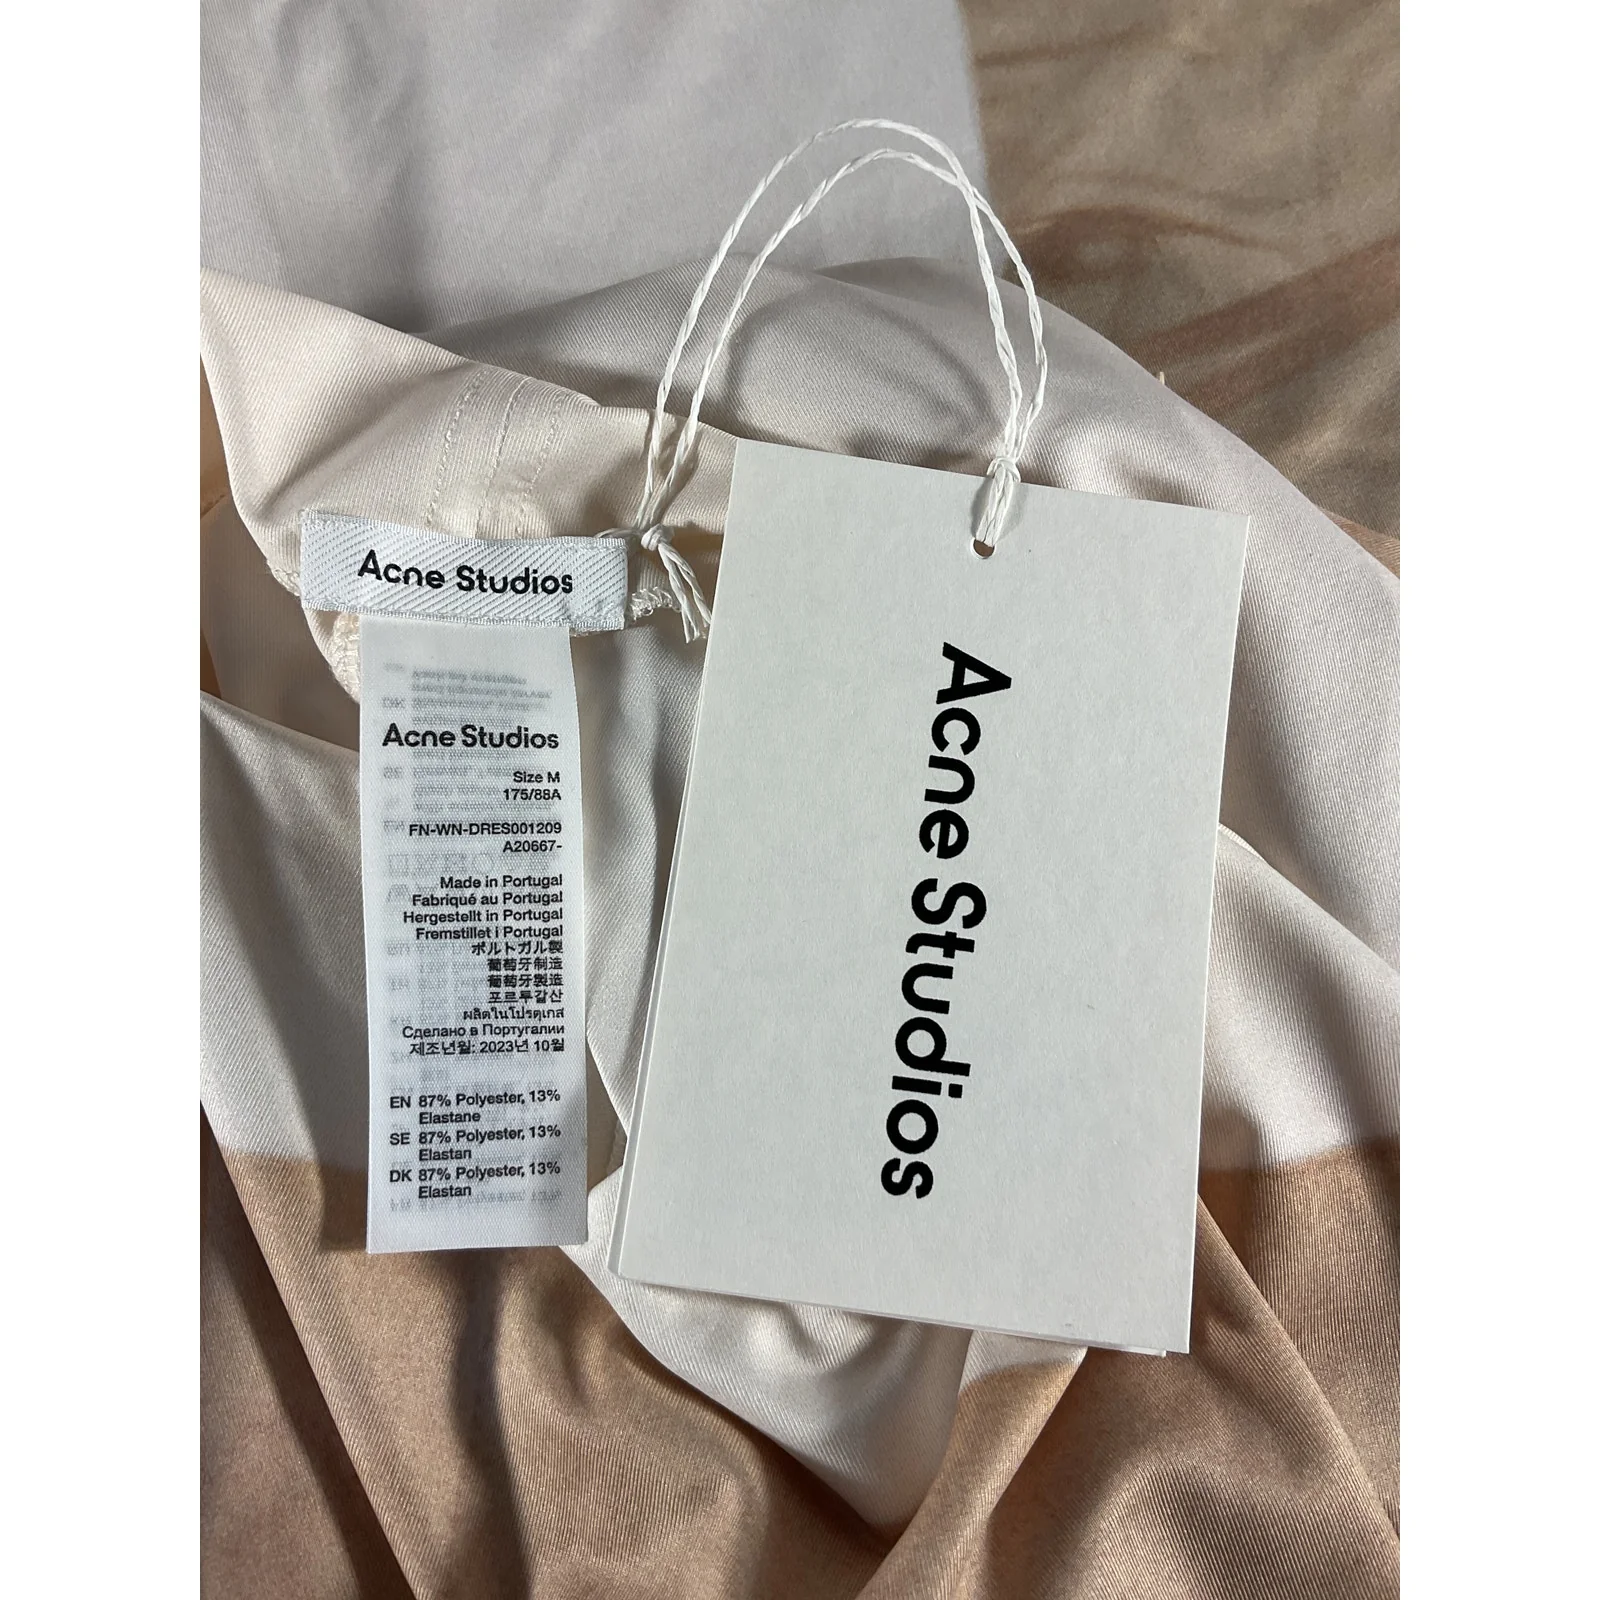 Acne Studios
Acne Studios
Size M
175/88A
FN-WN-DRES001209
A20667-
Made in Portugal
Fabriqué au Portugal
Hergestellt in Portugal
Fremstillet i Portugal
ポルトガル製
葡萄牙制造
葡萄牙製造
포르투갈산
ผลิตในโปรตุเกส
Сделано в Португалии
제조년월: 2023년 10월
EN 87% Polyester, 13%
Elastane
SE 87% Polyester, 13%
Elastan
DK 87% Polyester, 13%
Elastan
Acne Studios